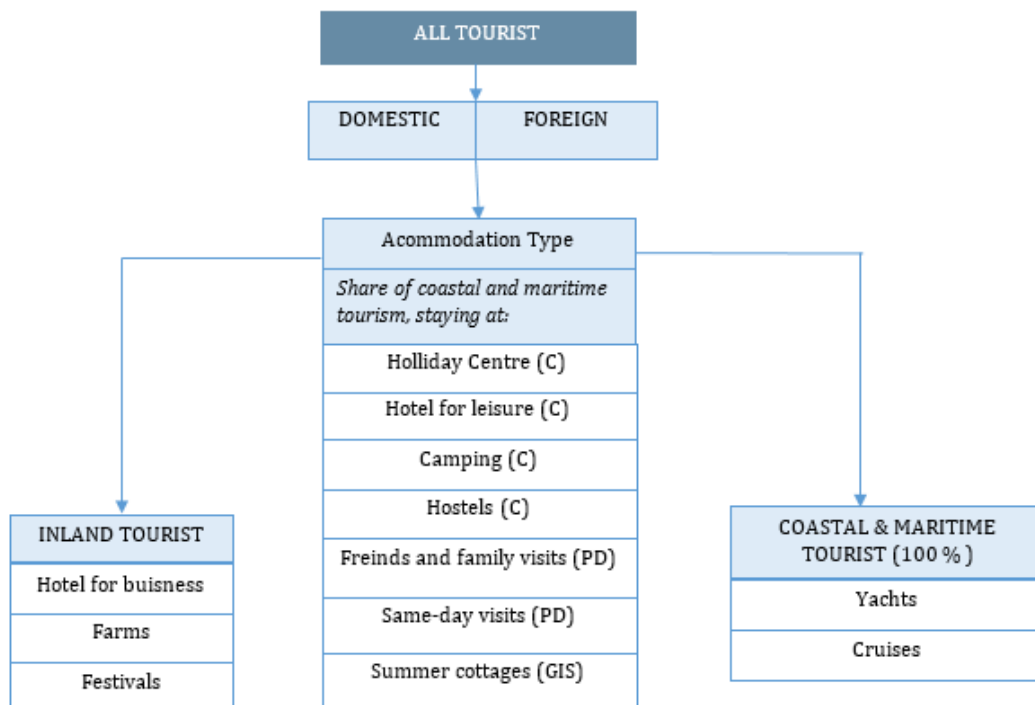 ALL TOURIST
DOMESTIC
FOREIGN
Acommodation Type
Share of coastal and maritime
tourism, staying at:
Holliday Centre (C)
Hotel for leisure (C)
Camping (C)
Hostels (C)
Freinds and family visits (PD)
Same-day visits (PD)
Summer cottages (GIS)
INLAND TOURIST
Hotel for buisness
Farms
Festivals
COASTAL & MARITIME
TOURIST (100 % )
Yachts
Cruises